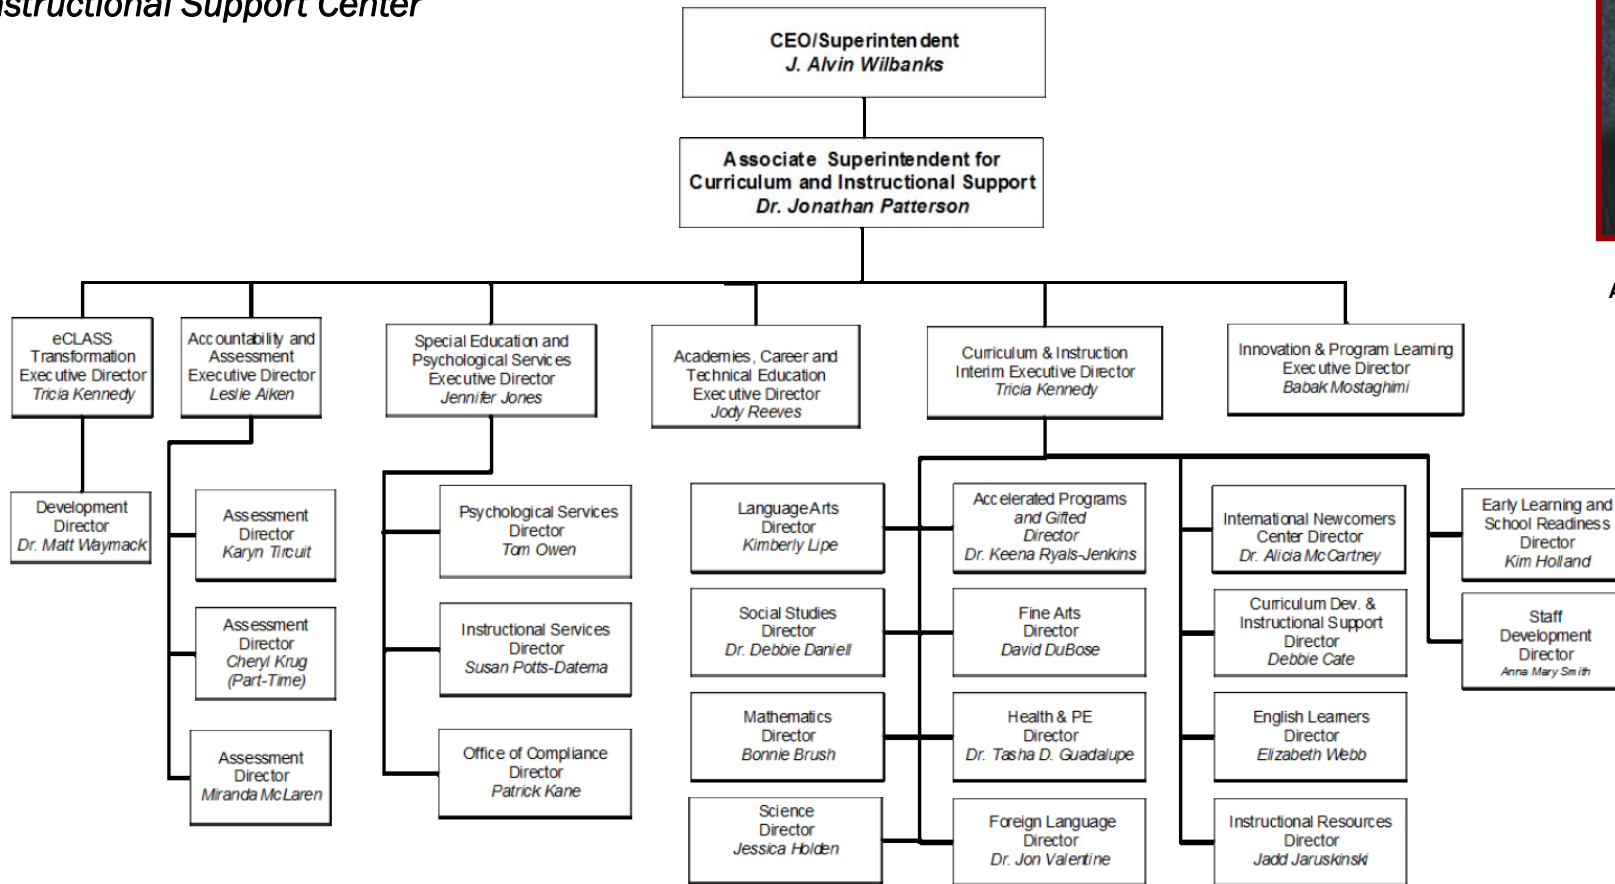 nstructional Support Center
CEO/Superintendent
J. Alvin Wilbanks
Associate Superintendent for
Curriculum and Instructional Support
Dr. Jonathan Patterson
eCLASS
Transformation
Executive Director
Tricia Kennedy
Accountability and
Assessment
Executive Director
Leslie Aiken
Special Education and
Psychological Services
Executive Director
Jennifer Jones
Academies, Career and
Technical Education
Executive Director
Jody Reeves
Curriculum & Instruction
Interim Executive Director
Tricia Kennedy
Innovation & Program Learning
Executive Director
Babak Mostaghimi
A
Development
Director
Dr. Matt Waymack
Assessment
Director
Karyn Tircuit
Assessment
Director
Cheryl Krug
(Part-Time)
Assessment
Director
Miranda McLaren
Psychological Services
Director
Tom Owen
Instructional Services
Director
Susan Potts-Datema
Office of Compliance
Director
Patrick Kane
Language Arts
Director
Kimberly Lipe
Social Studies
Director
Dr. Debbie Daniell
Mathematics
Director
Bonnie Brush
Science
Director
Jessica Holden
Accelerated Programs
and Gifted
Director
Dr. Keena Ryals-Jenkins
Fine Arts
Director
David DuBose
Health & PE
Director
Dr. Tasha D. Guadalupe
Foreign Language
Director
Dr. Jon Valentine
International Newcomers
Center Director
Dr. Alicia McCartney
Curriculum Dev. &
Instructional Support
Director
Debbie Cate
English Learners
Director
Elizabeth Webb
Instructional Resources
Director
Jadd Jaruskinski
Early Learning and
School Readiness
Director
Kim Holland
Staff
Development
Director
Anna Mary Smith